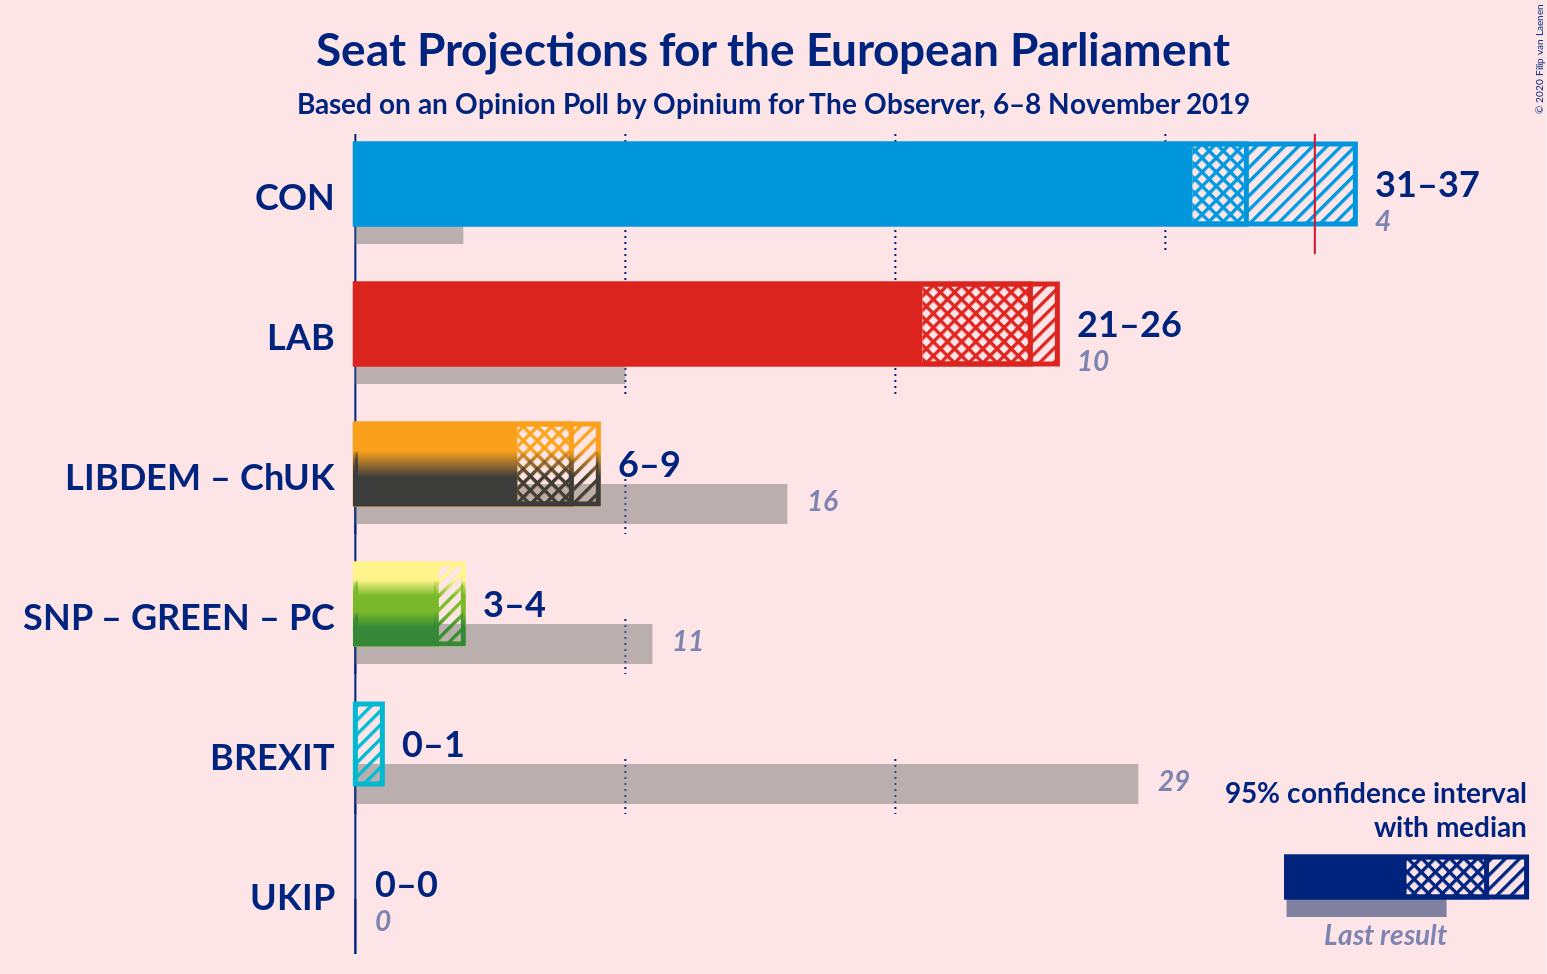 Seat Projections for the European Parliament
Based on an Opinion Poll by Opinium for The Observer, 6–8 November 2019
© 2020 Filip van Laenen
CON
31–37
4
LAB
21–26
10
LIBDEM – ChUK
6–9
16
SNP – GREEN – PC
3–4
11
BREXIT
0–1
29
UKIP
0–0
0
95% confidence interval
with median
Last result